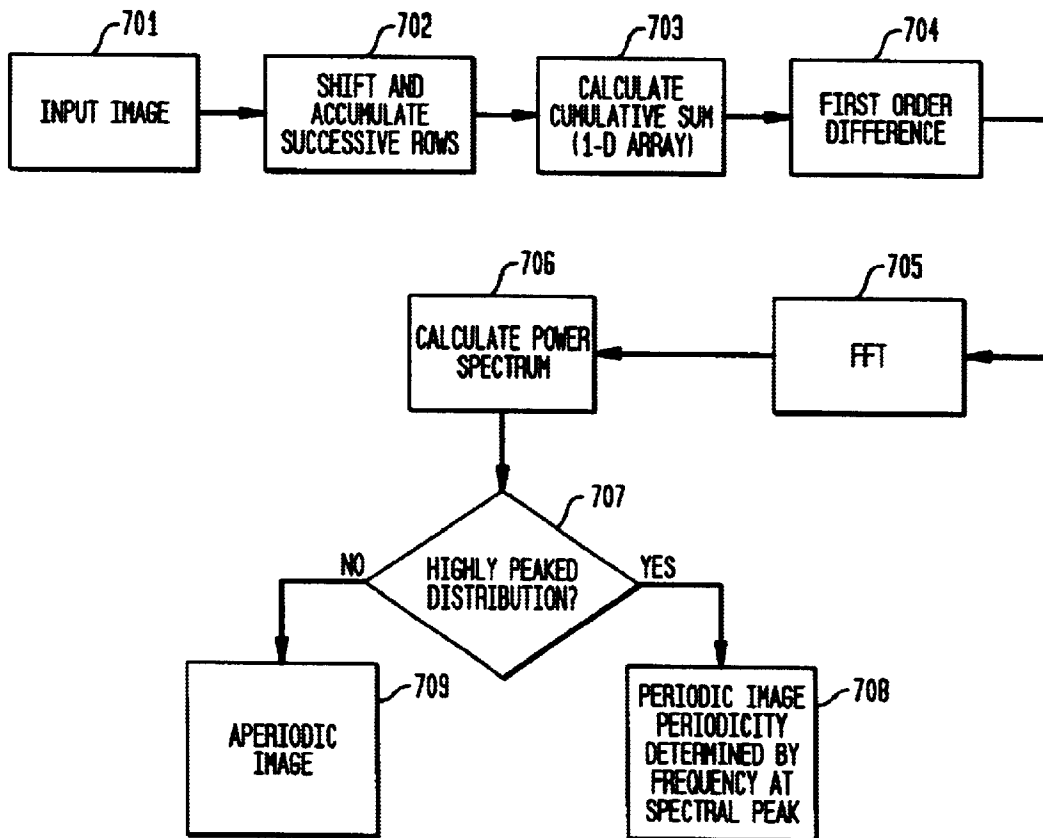 701
INPUT IMAGE
702
SHIFT AND
ACCUMULATE
SUCCESSIVE ROWS
703
CALCULATE
CUMULATIVE SUM
(1-D ARRAY)
704
FIRST ORDER
DIFFERENCE
706
CALCULATE POWER
SPECTRUM
705
FFT
707
HIGHLY PEAKED
DISTRIBUTION?
NO
YES
709
APERIODIC
IMAGE
708
PERIODIC IMAGE
PERIODICITY
DETERMINED BY
FREQUENCY AT
SPECTRAL PEAK